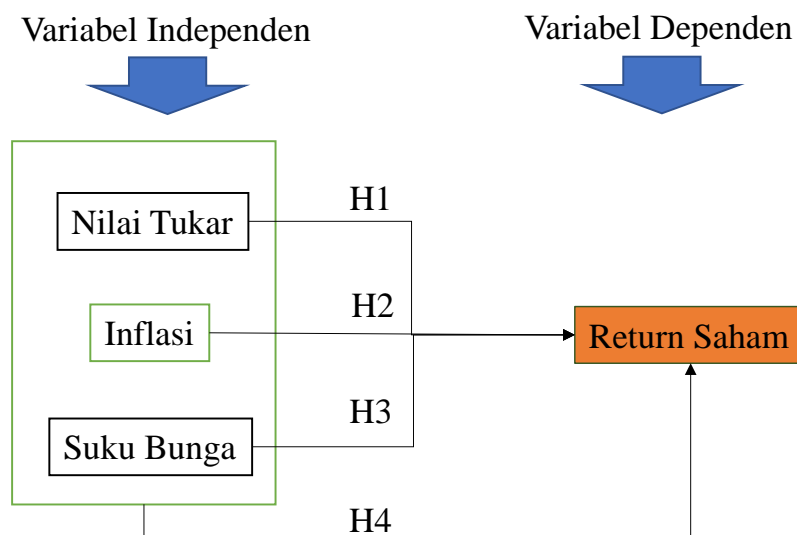 Variabel Independen
Variabel Dependen
Nilai Tukar
H1
Inflasi
H2
Return Saham
Suku Bunga
H3
H4